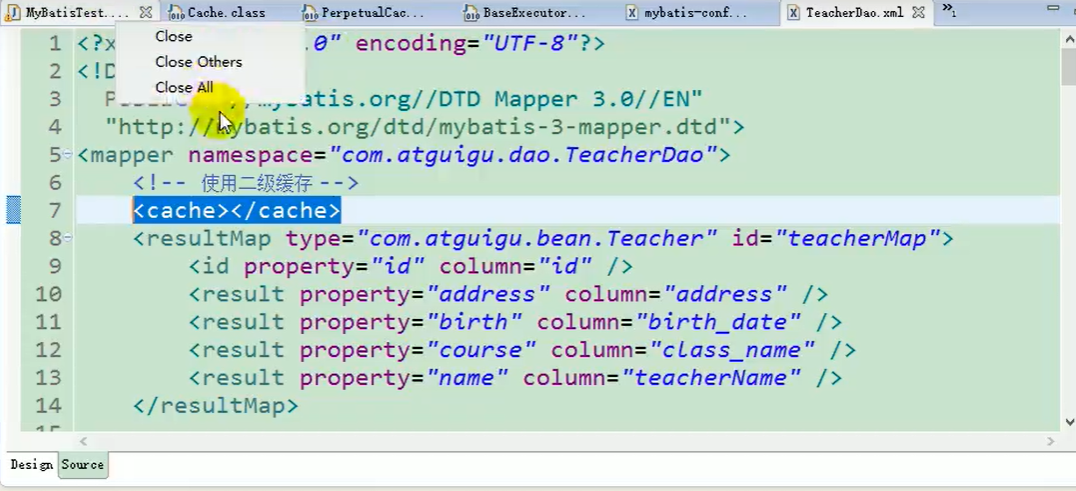 MyBatisTest... Cache.class PerpetualCac... BaseExecutor... mybatis-conf... TeacherDao.xml »1
Close
Close Others
Close All
1 <?x .0" encoding="UTF-8"?>
2 <!D
3 mybatis.org//DTD Mapper 3.0//EN"
4 "http://mybatis.org/dtd/mybatis-3-mapper.dtd">
5 <mapper namespace="com.atguigu.dao.TeacherDao">
6 <!-- 使用二级缓存 -->
7 <cache></cache>
8 <resultMap type="com.atguigu.bean.Teacher" id="teacherMap">
9 <id property="id" column="id" />
10 <result property="address" column="address" />
11 <result property="birth" column="birth_date" />
12 <result property="course" column="class_name" />
13 <result property="name" column="teacherName" />
14 </resultMap>
Design Source